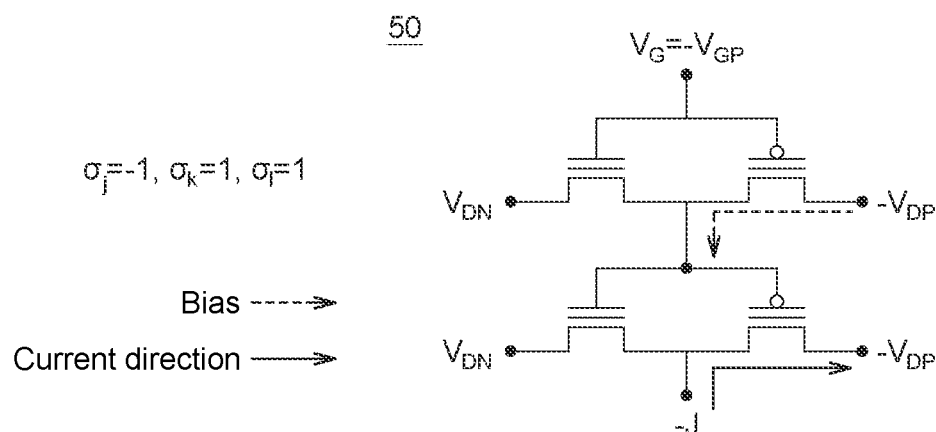 50
V_G=-V_GP
σ_j=-1, σ_k=1, σ_l=1
V_DN
-V_DP
Bias
Current direction
V_DN
-V_DP
-J